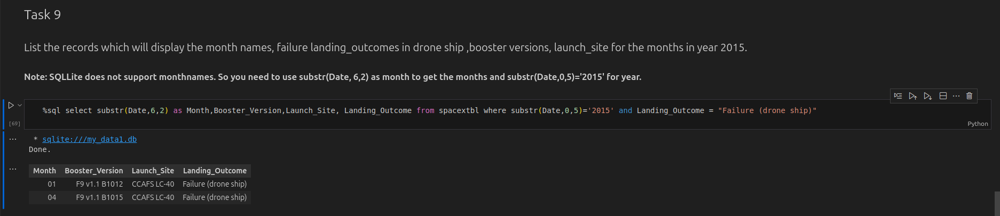 Task 9
List the records which will display the month names, failure landing_outcomes in drone ship ,booster versions, launch_site for the months in year 2015.
Note: SQLLite does not support monthnames. So you need to use substr(Date, 6,2) as month to get the months and substr(Date,0,5)='2015' for year.
%sql select substr(Date,6,2) as Month,Booster_Version,Launch_Site, Landing_Outcome from spacextbl where substr(Date,0,5)='2015' and Landing_Outcome = "Failure (drone ship)"
[69]
Python
* sqlite:///my_data1.db
Done.
Month Booster_Version Launch_Site Landing_Outcome
01 F9 v1.1 B1012 CCAFS LC-40 Failure (drone ship)
04 F9 v1.1 B1015 CCAFS LC-40 Failure (drone ship)